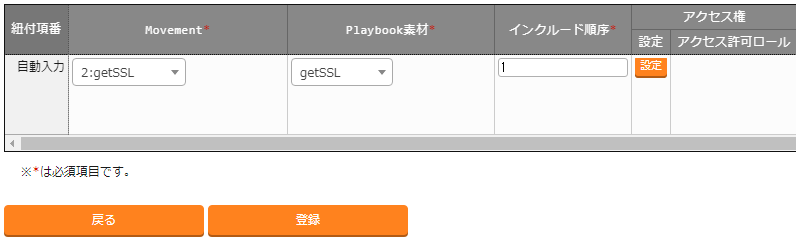 紐付項番 Movement* Playbook素材* インクルード順序* アクセス権
設定 アクセス許可ロール
自動入力 2:getSSL getSSL 1 設定
※*は必須項目です。
戻る 登録